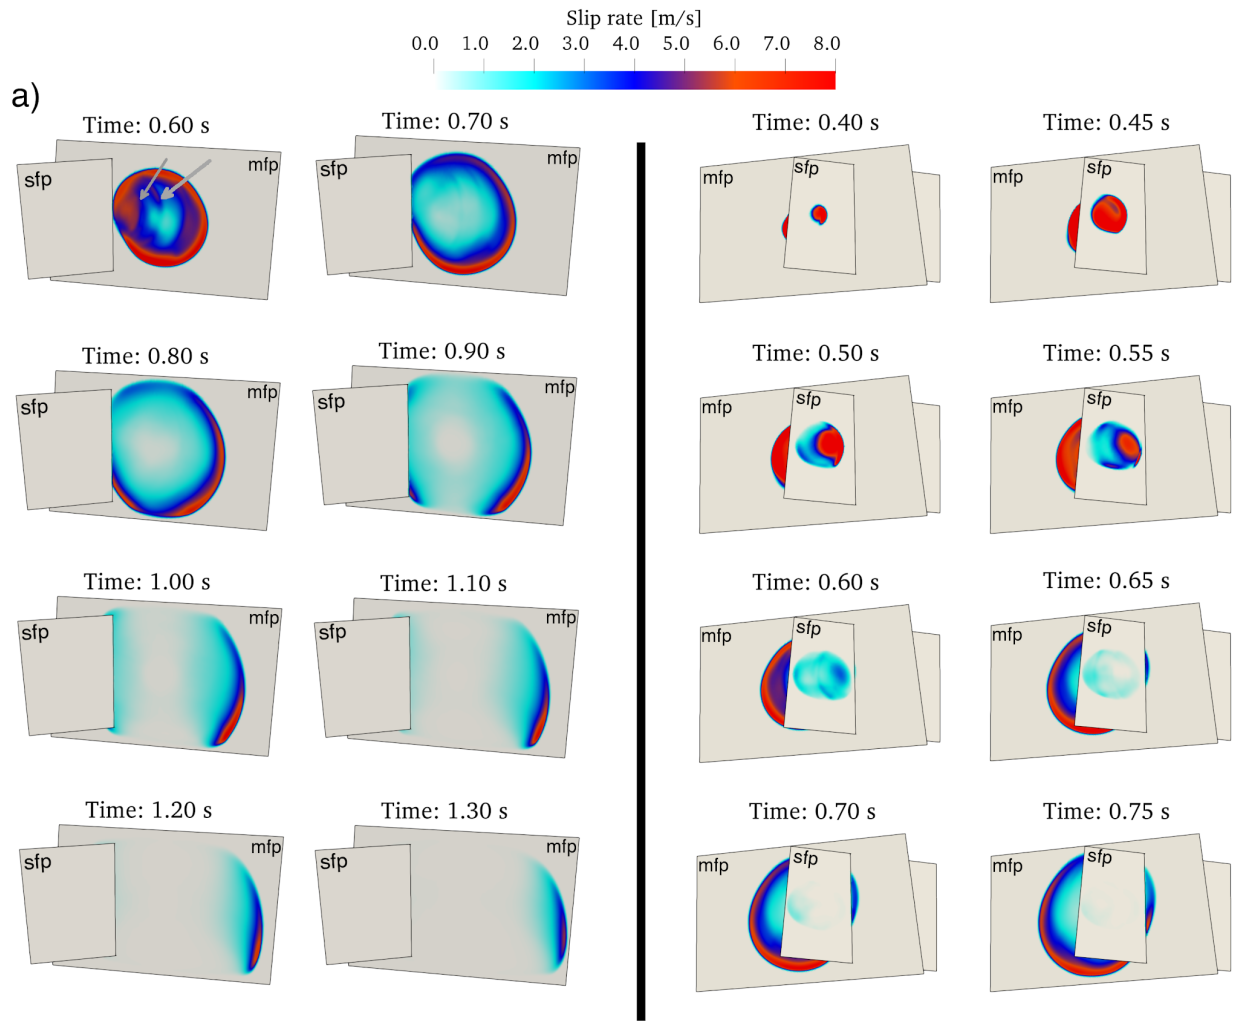 Slip rate [m/s]
0.0 1.0 2.0 3.0 4.0 5.0 6.0 7.0 8.0
a)
Time: 0.60 s
sfp
mfp
Time: 0.70 s
sfp
mfp
Time: 0.40 s
mfp
sfp
Time: 0.45 s
mfp
sfp
Time: 0.80 s
sfp
mfp
Time: 0.90 s
sfp
mfp
Time: 0.50 s
mfp
sfp
Time: 0.55 s
mfp
sfp
Time: 1.00 s
sfp
mfp
Time: 1.10 s
sfp
mfp
Time: 0.60 s
mfp
sfp
Time: 0.65 s
mfp
sfp
Time: 1.20 s
sfp
mfp
Time: 1.30 s
sfp
mfp
Time: 0.70 s
mfp
sfp
Time: 0.75 s
mfp
sfp